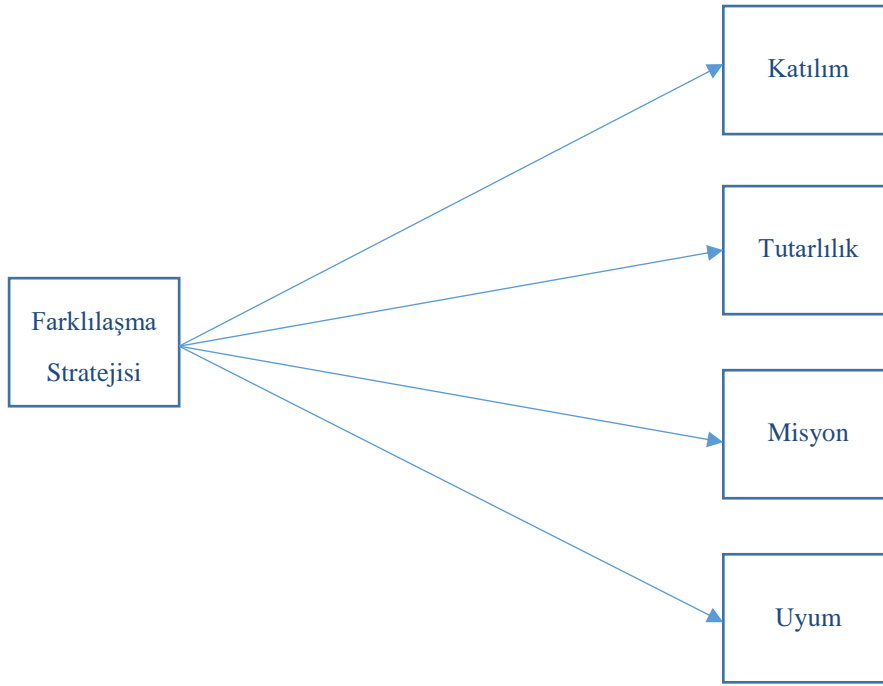 Katılım
Tutarlılık
Farklılaşma
Stratejisi
Misyon
Uyum